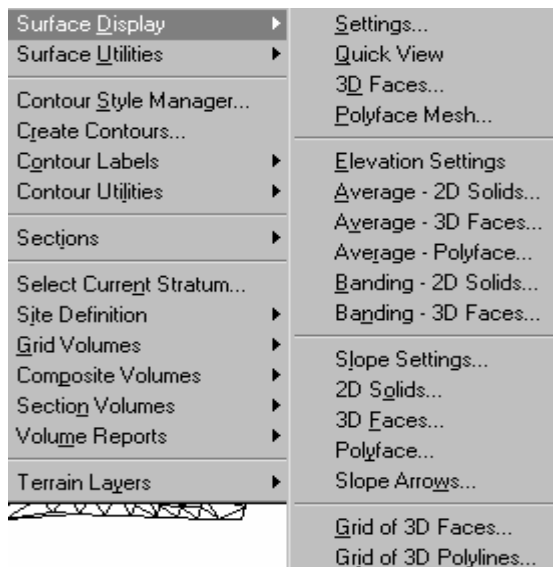 Surface Display
Surface Utilities
Contour Style Manager...
Create Contours...
Contour Labels
Contour Utilities
Sections
Select Current Stratum...
Site Definition
Grid Volumes
Composite Volumes
Section Volumes
Volume Reports
Terrain Layers
Settings...
Quick View
3D Faces...
Polyface Mesh...
Elevation Settings
Average - 2D Solids...
Average - 3D Faces...
Average - Polyface...
Banding - 2D Solids...
Banding - 3D Faces...
Slope Settings...
2D Solids...
3D Faces...
Polyface...
Slope Arrows...
Grid of 3D Faces...
Grid of 3D Polylines...